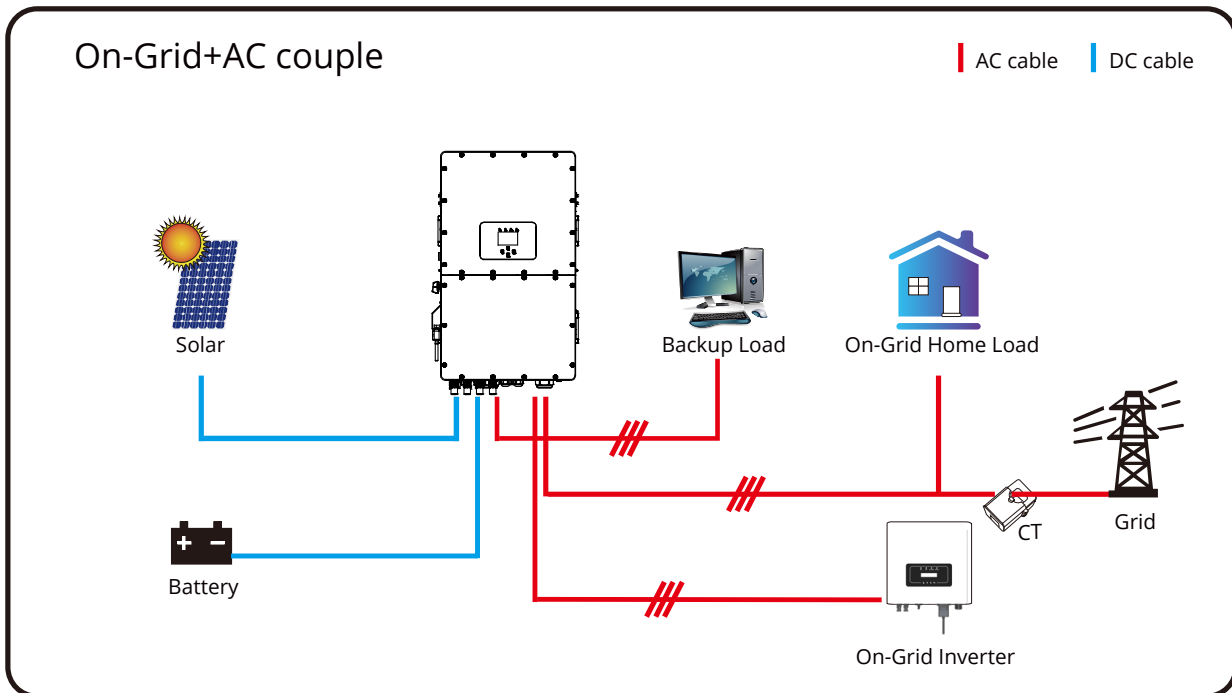 On-Grid+AC couple
AC cable
DC cable
Solar
Backup Load
On-Grid Home Load
CT
Grid
Battery
+ −
On-Grid Inverter